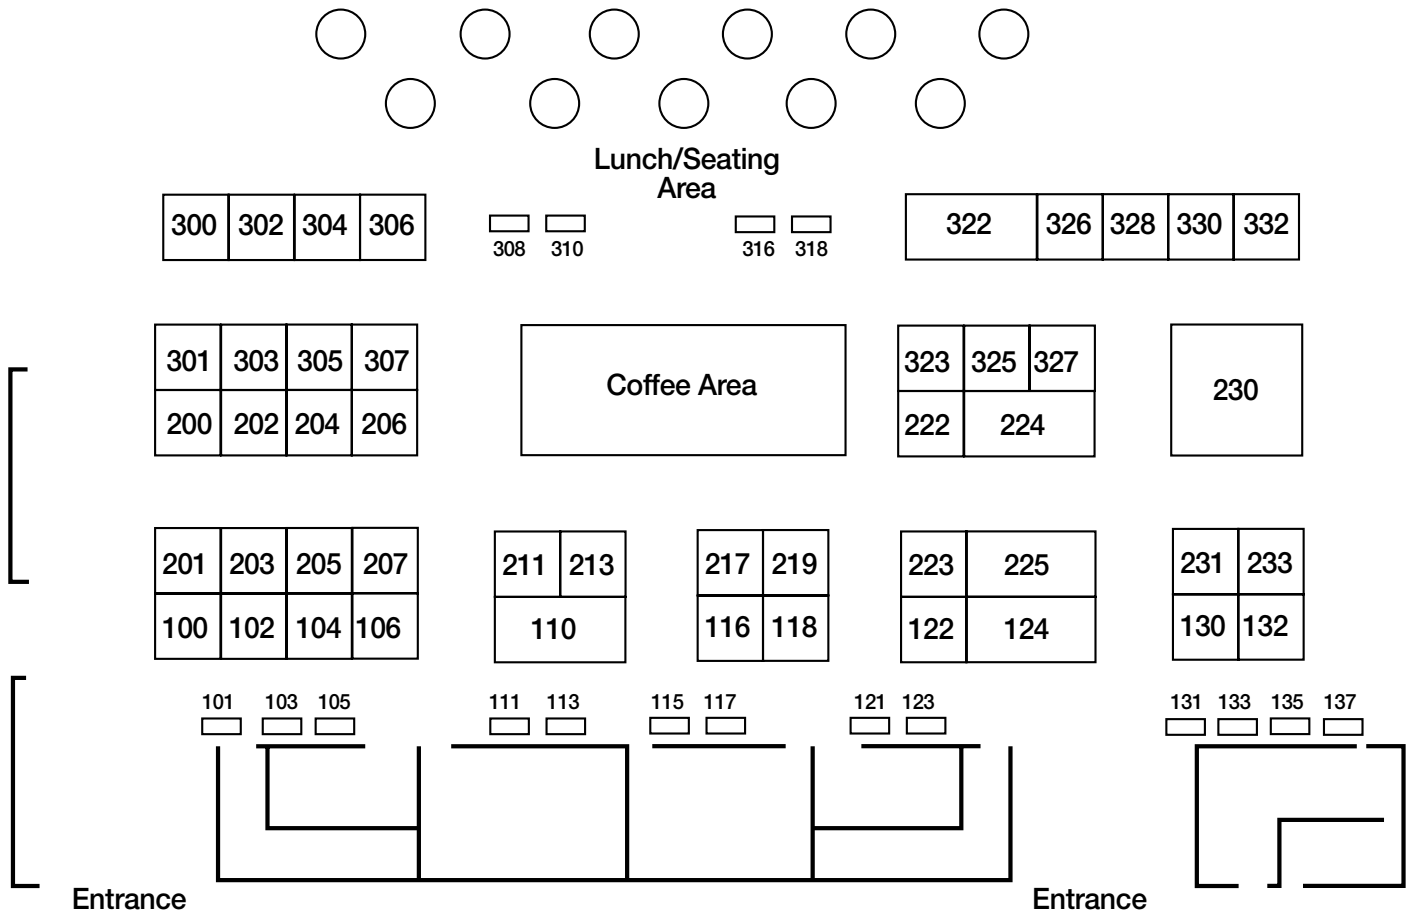 Lunch/Seating
Area
300 302 304 306 322 326 328 330 332
308 310 316 318
301 303 305 307 323 325 327
Coffee Area 230
200 202 204 206 222 224
201 203 205 207 211 213 217 219 223 225 231 233
100 102 104 106 110 116 118 122 124 130 132
101 103 105 111 113 115 117 121 123 131 133 135 137
Entrance Entrance